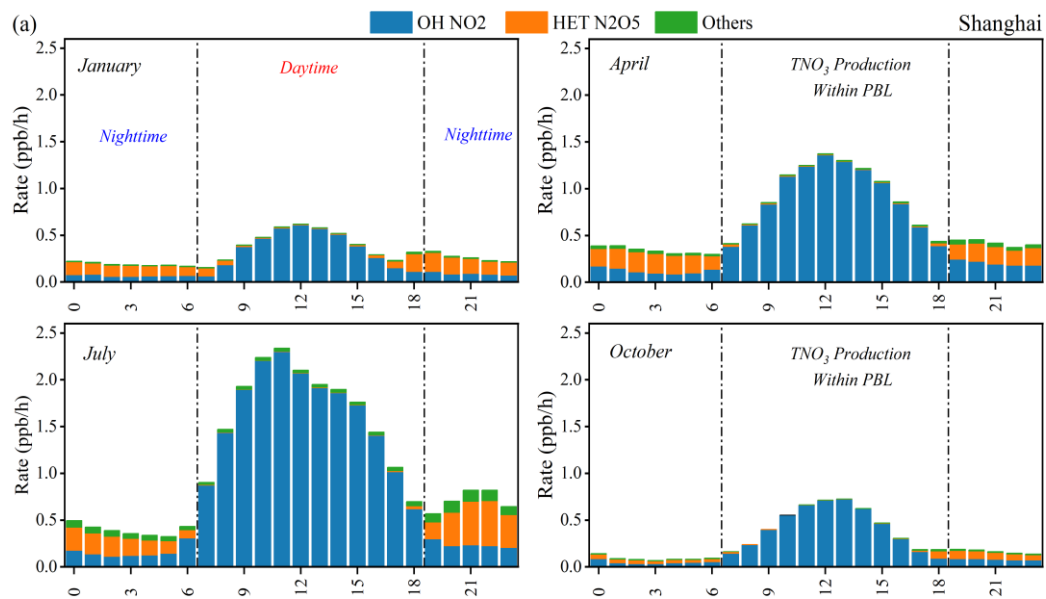 (a)
OH NO2 HET N2O5 Others
Shanghai
January
Daytime
Nighttime
Nighttime
Rate (ppb/h)
2.5
2.0
1.5
1.0
0.5
0.0
0 3 6 9 12 15 18 21
April
TNO3 Production
Within PBL
Rate (ppb/h)
2.5
2.0
1.5
1.0
0.5
0.0
0 3 6 9 12 15 18 21
July
Rate (ppb/h)
2.5
2.0
1.5
1.0
0.5
0.0
0 3 6 9 12 15 18 21
October
TNO3 Production
Within PBL
Rate (ppb/h)
2.5
2.0
1.5
1.0
0.5
0.0
0 3 6 9 12 15 18 21